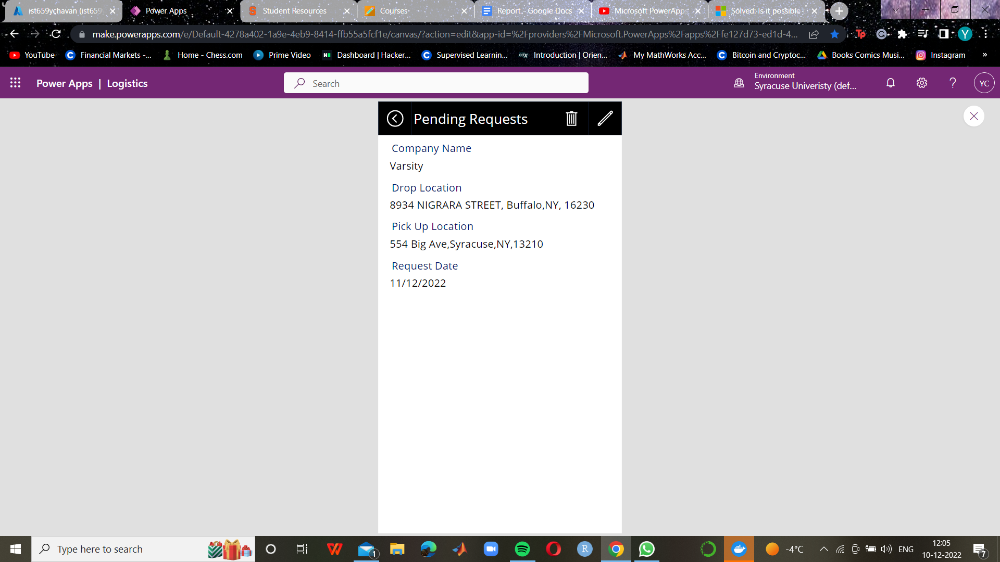 ist659ychavan (ist659
Power Apps
Student Resources
Courses
Report - Google Docs
Microsoft PowerApp
Solved: Is it possible
make.powerapps.com/e/Default-4278a402-1a9e-4eb9-8414-ffb55a5fcf1e/canvas/?action=edit&app-id=%2Fproviders%2FMicrosoft.PowerApps%2Fapps%2Ffe127d73-ed1d-4...
Tp
Y
YouTube
Financial Markets -...
Home - Chess.com
Prime Video
Dashboard | Hacker...
Supervised Learnin...
edx
Introduction | Orien...
My MathWorks Acc...
Bitcoin and Cryptoc...
Books Comics Musi...
Instagram
»
Power Apps | Logistics
Search
Environment
Syracuse Univeristy (def...
YC
Pending Requests
Company Name
Varsity
Drop Location
8934 NIGRARA STREET, Buffalo,NY, 16230
Pick Up Location
554 Big Ave,Syracuse,NY,13210
Request Date
11/12/2022
Type here to search
1
R
-4°C
ENG
12:05
10-12-2022
7